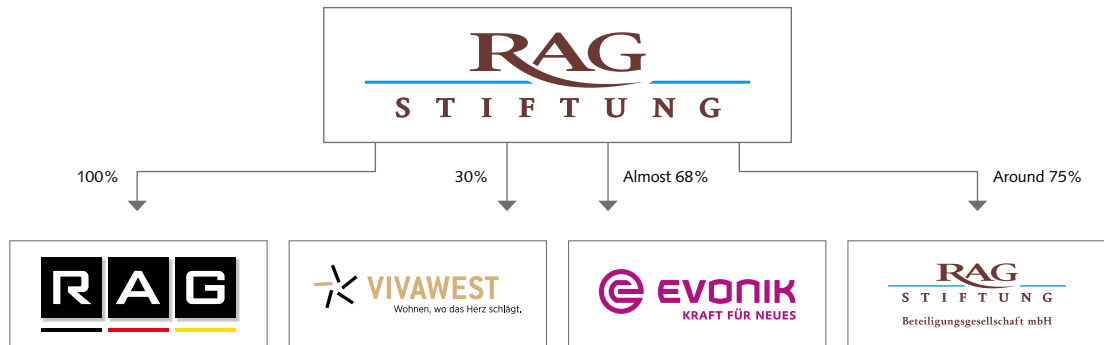 RAG
STIFTUNG
100%
30%
Almost 68%
Around 75%
RAG
VIVAWEST
Wohnen, wo das Herz schlägt.
EVONIK
KRAFT FÜR NEUES
RAG
STIFTUNG
Beteiligungsgesellschaft mbH